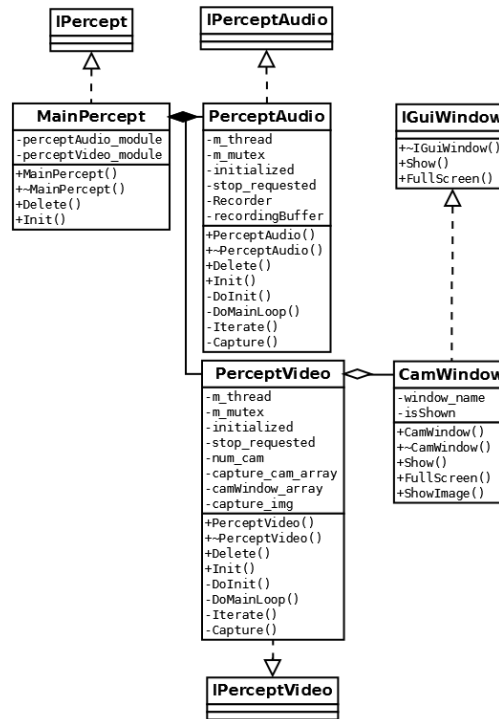 IPercept
IPerceptAudio
MainPercept
-perceptAudio_module
-perceptVideo_module
+MainPercept()
+~MainPercept()
+Delete()
+Init()
PerceptAudio
-m_thread
-m_mutex
-initialized
-stop_requested
-Recorder
-recordingBuffer
+PerceptAudio()
+~PerceptAudio()
+Delete()
+Init()
-DoInit()
-DoMainLoop()
-Iterate()
-Capture()
IGuiWindow
+~IGuiWindow()
+Show()
+FullScreen()
PerceptVideo
-m_thread
-m_mutex
-initialized
-stop_requested
-num_cam
-capture_cam_array
-camWindow_array
-capture_img
+PerceptVideo()
+~PerceptVideo()
+Delete()
+Init()
-DoInit()
-DoMainLoop()
-Iterate()
-Capture()
CamWindow
-window_name
-isShown
+CamWindow()
+~CamWindow()
+Show()
+FullScreen()
+ShowImage()
IPerceptVideo